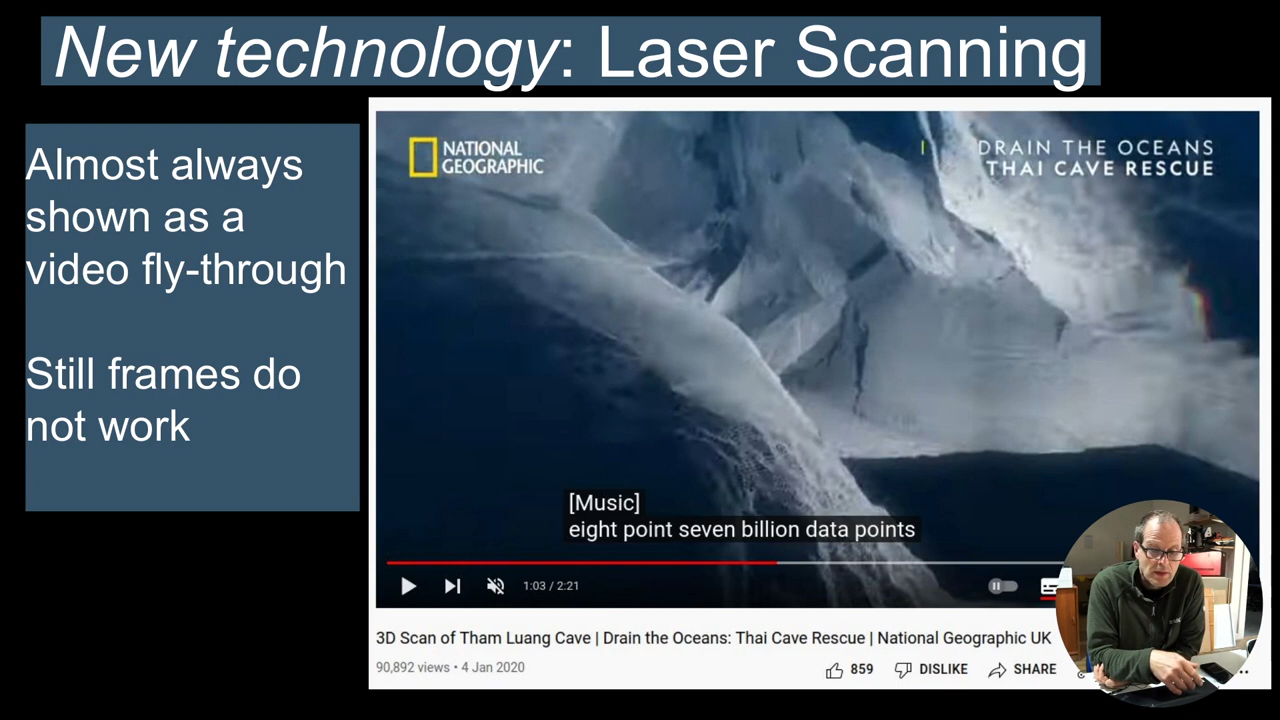 New technology: Laser Scanning
Almost always
shown as a
video fly-through
Still frames do
not work
NATIONAL
GEOGRAPHIC
DRAIN THE OCEANS
THAI CAVE RESCUE
[Music]
eight point seven billion data points
1:03 / 2:21
3D Scan of Tham Luang Cave | Drain the Oceans: Thai Cave Rescue | National Geographic UK
90,892 views • 4 Jan 2020
859
DISLIKE
SHARE